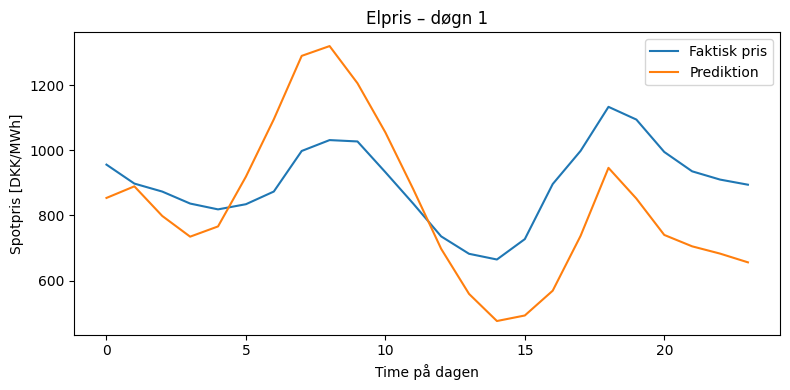 Elpris – døgn 1
Faktisk pris
Prediktion
Spotpris [DKK/MWh]
1200
1000
800
600
0
5
10
15
20
Time på dagen